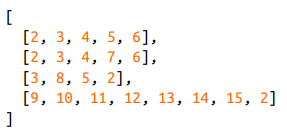 [
[2, 3, 4, 5, 6],
[2, 3, 4, 7, 6],
[3, 8, 5, 2],
[9, 10, 11, 12, 13, 14, 15, 2]
]